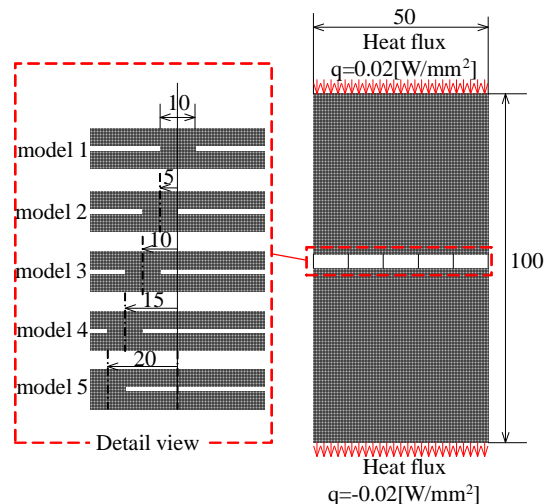 50
Heat flux
q=0.02[W/mm²]
10
model 1
5
model 2
10
model 3
15
model 4
20
model 5
Detail view
100
Heat flux
q=-0.02[W/mm²]